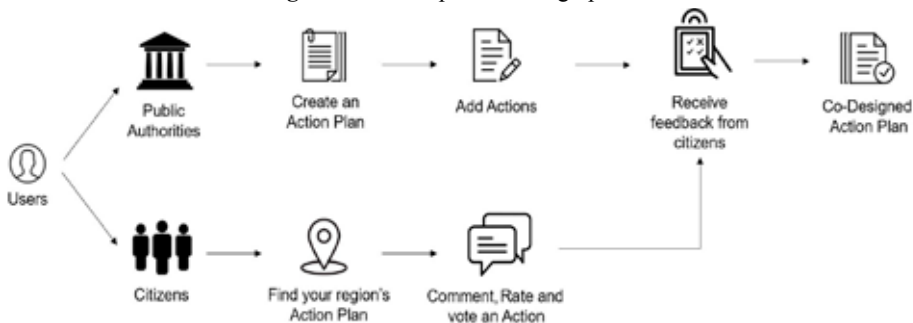 Public
Authorities
Create an
Action Plan
Add Actions
Receive
feedback from
citizens
Co-Designed
Action Plan
Users
Citizens
Find your region's
Action Plan
Comment, Rate and
vote an Action